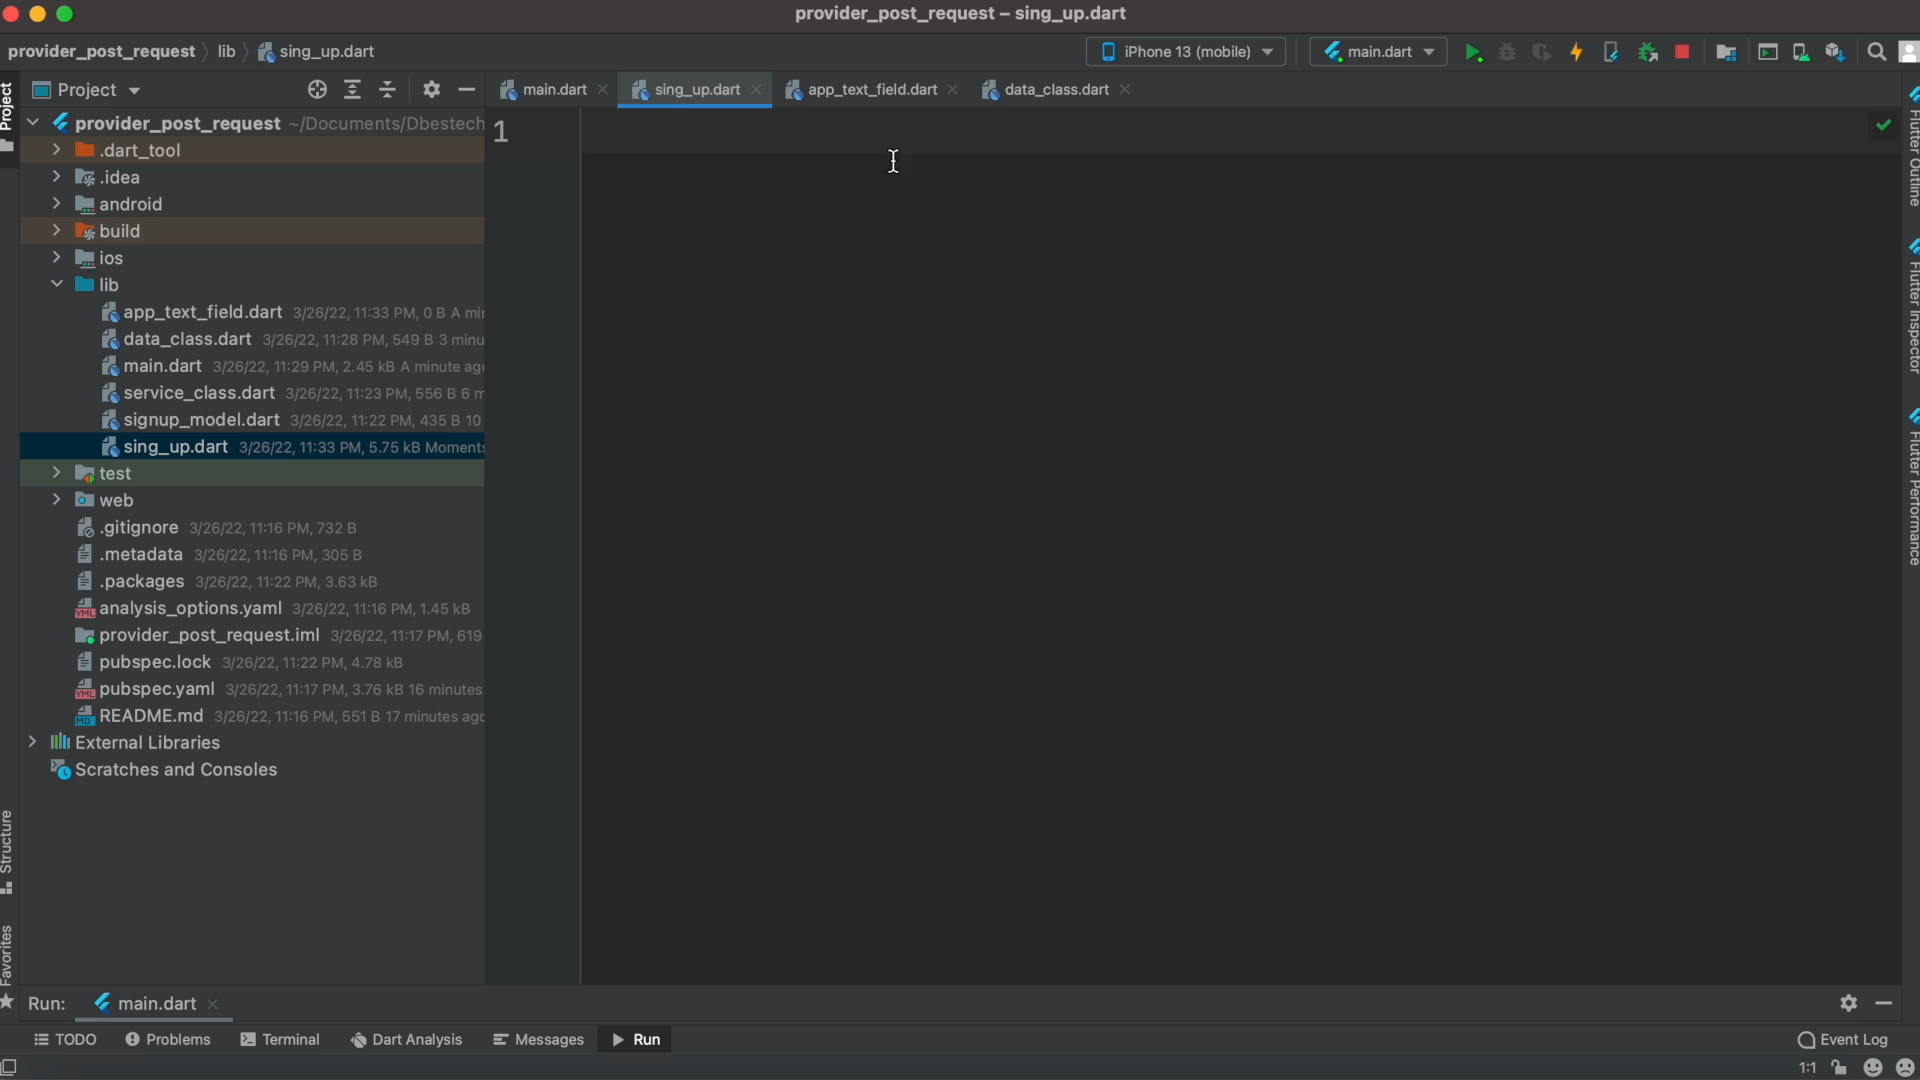 provider_post_request – sing_up.dart
provider_post_request lib sing_up.dart iPhone 13 (mobile) main.dart
Project main.dart sing_up.dart app_text_field.dart data_class.dart
Project
provider_post_request ~/Documents/Dbestech
1
.dart_tool
.idea
android
build
ios
lib
app_text_field.dart 3/26/22, 11:33 PM, 0 B A mi
data_class.dart 3/26/22, 11:28 PM, 549 B 3 minu
main.dart 3/26/22, 11:29 PM, 2.45 kB A minute ag
service_class.dart 3/26/22, 11:23 PM, 556 B 6 m
signup_model.dart 3/26/22, 11:22 PM, 435 B 10
sing_up.dart 3/26/22, 11:33 PM, 5.75 kB Moments
test
web
.gitignore 3/26/22, 11:16 PM, 732 B
.metadata 3/26/22, 11:16 PM, 305 B
.packages 3/26/22, 11:22 PM, 3.63 kB
analysis_options.yaml 3/26/22, 11:16 PM, 1.45 kB
provider_post_request.iml 3/26/22, 11:17 PM, 619
pubspec.lock 3/26/22, 11:22 PM, 4.78 kB
pubspec.yaml 3/26/22, 11:17 PM, 3.76 kB 16 minutes
README.md 3/26/22, 11:16 PM, 551 B 17 minutes ago
External Libraries
Scratches and Consoles
Structure
Favorites
Flutter Outline
Flutter Inspector
Flutter Performance
Run: main.dart
TODO Problems Terminal Dart Analysis Messages Run Event Log
1:1